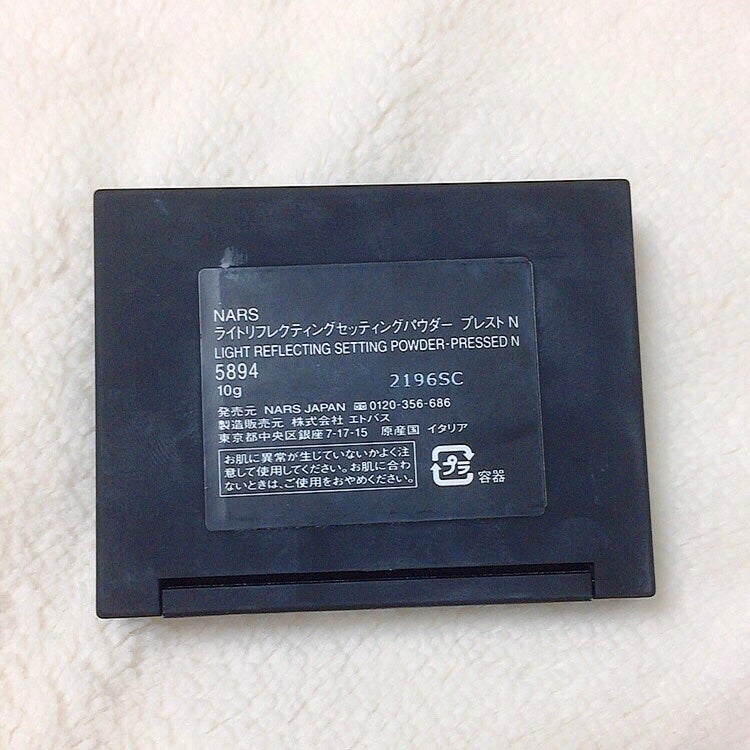 NARS
ライトリフレクティングセッティングパウダー プレスト N
LIGHT REFLECTING SETTING POWDER-PRESSED N
5894
10g
2196SC
発売元 NARS JAPAN 0120-356-686
製造販売元 株式会社 エトバス
東京都中央区銀座7-17-15 原産国 イタリア
お肌に異常が生じていないかよく注
意して使用してください。お肌に合わ
ないときは、ご使用をおやめください。
プラ
容器